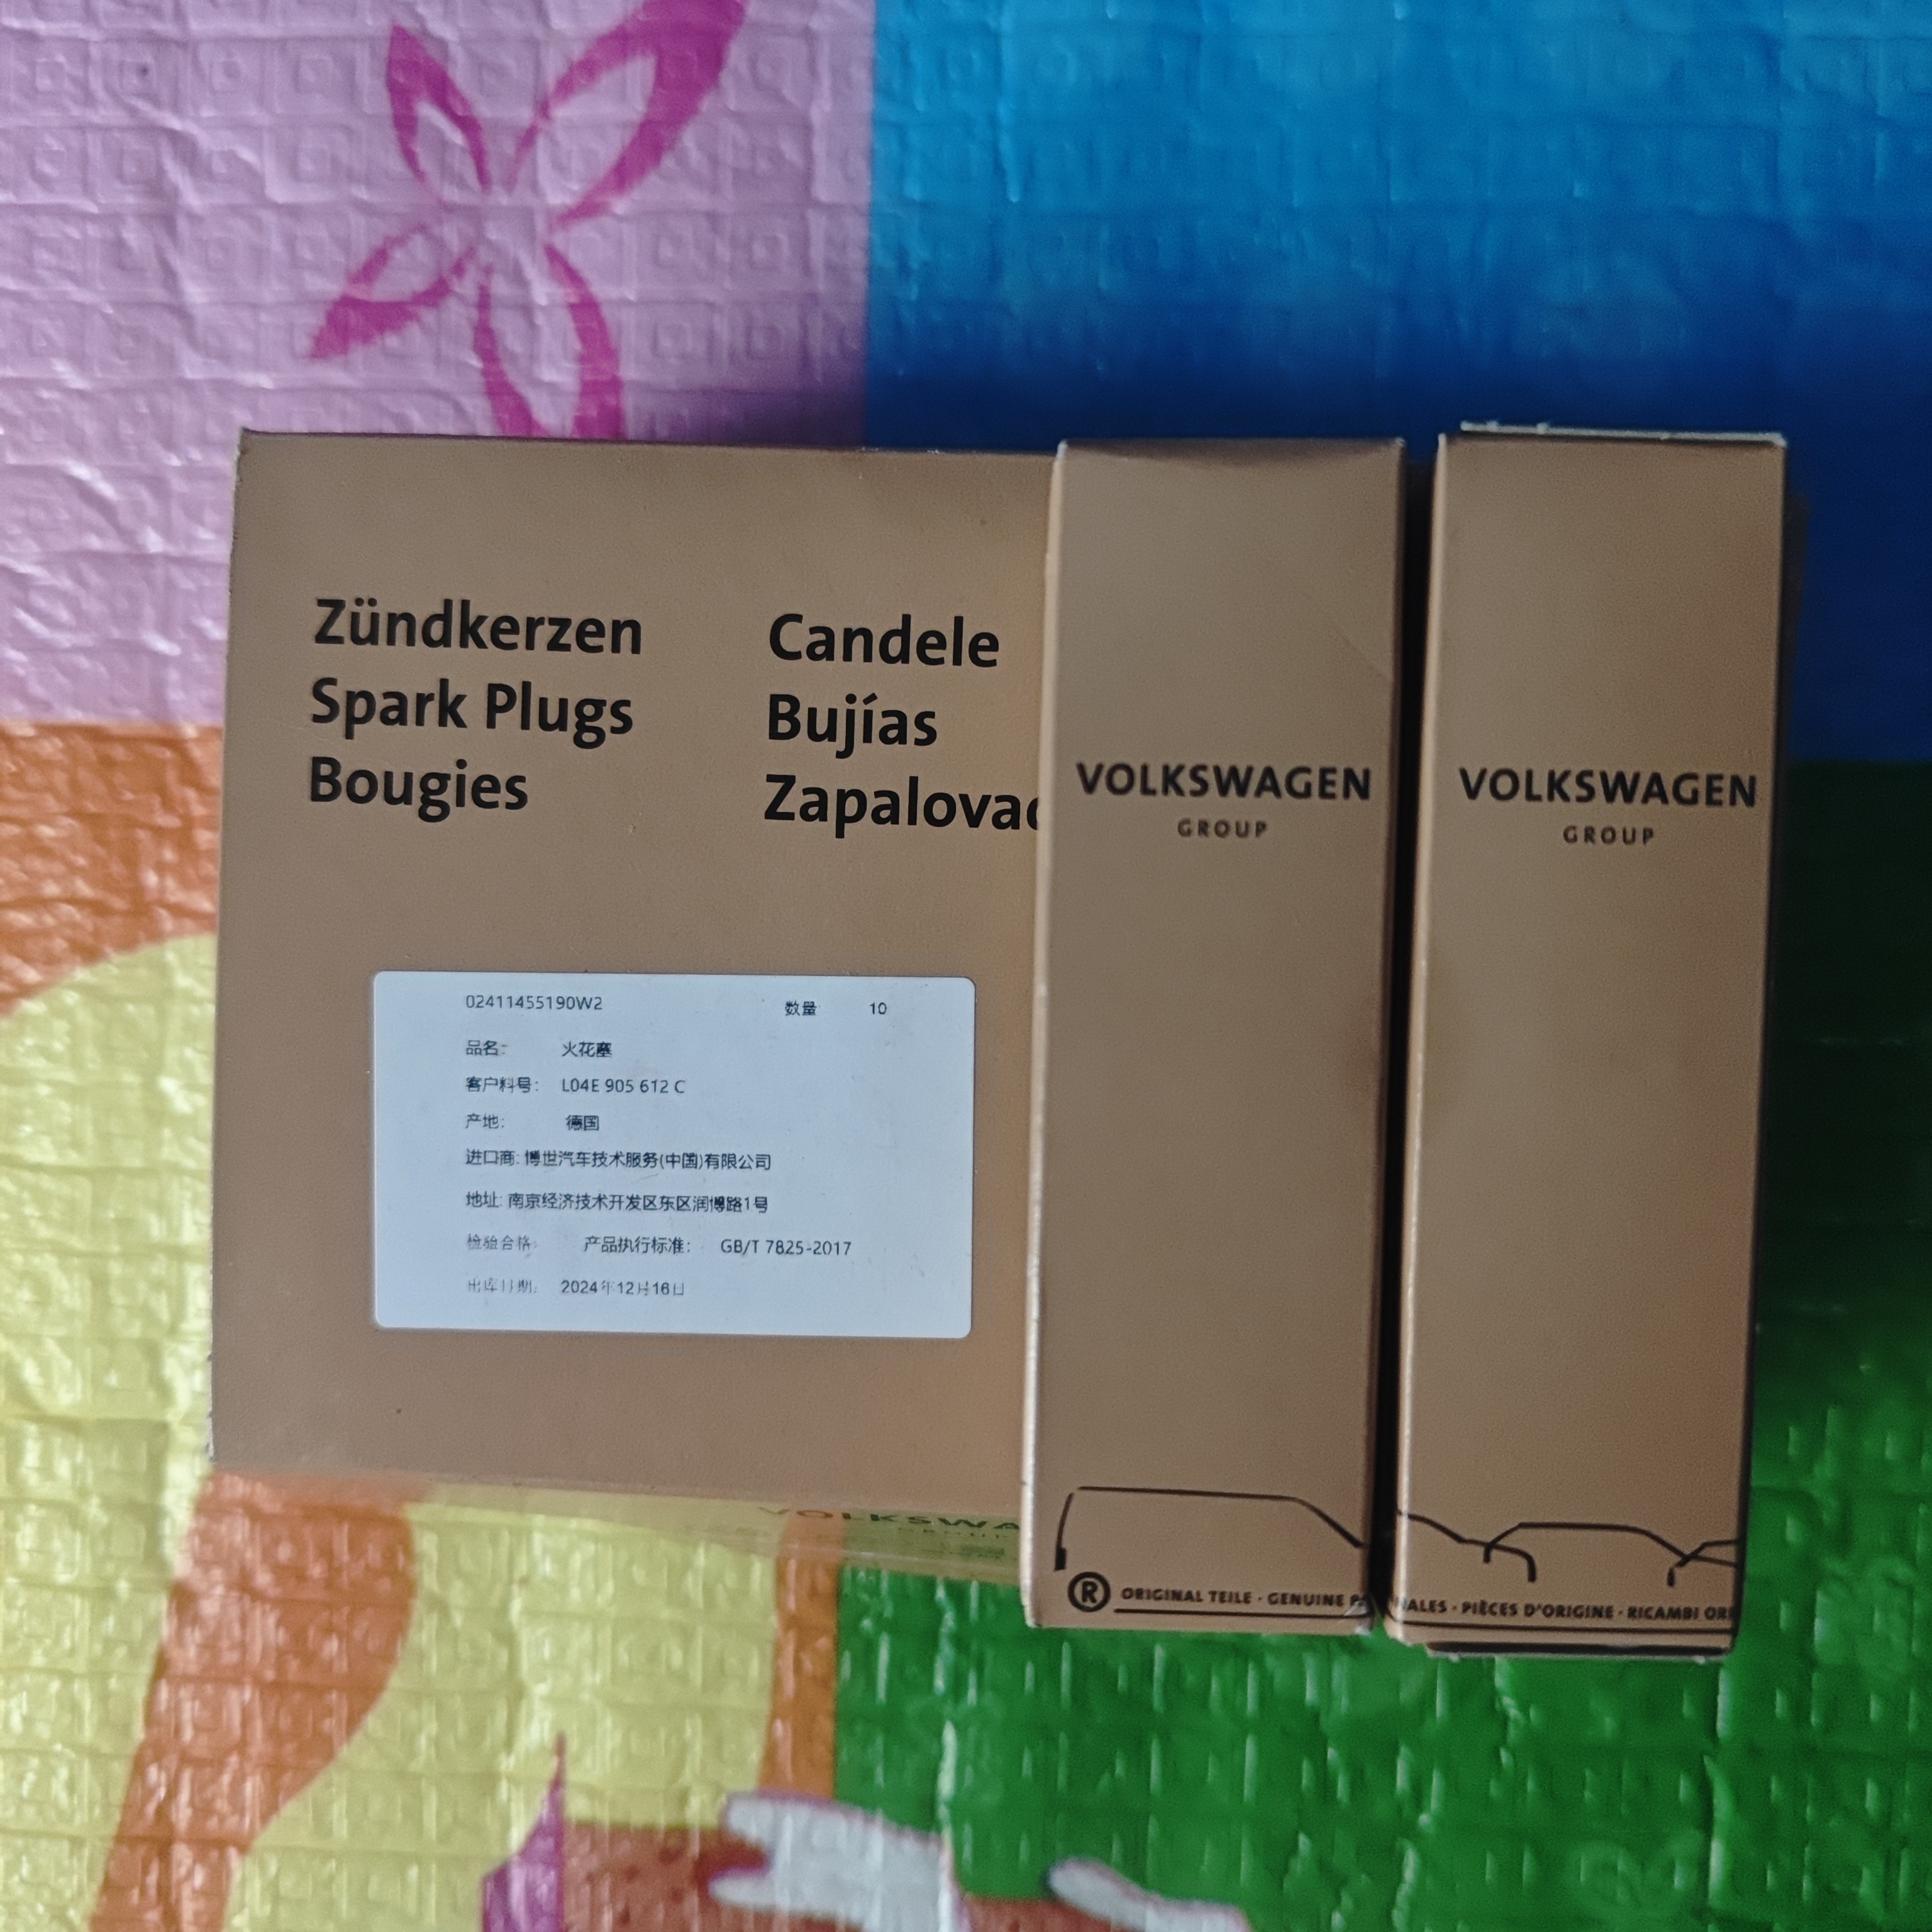 Zündkerzen
Spark Plugs
Bougies
Candele
Bujías
Zapalovac
02411455190W2 数量 10
品名: 火花塞
客户料号: L04E 905 612 C
产地: 德国
进口商: 博世汽车技术服务(中国)有限公司
地址: 南京经济技术开发区东区润博路1号
检验合格: 产品执行标准: GB/T 7825-2017
出库日期: 2024年12月16日
VOLKSWA
VOLKSWAGEN
GROUP
® ORIGINAL TEILE · GENUINE PA
VOLKSWAGEN
GROUP
NALES · PIÈCES D'ORIGINE · RICAMBI ORI